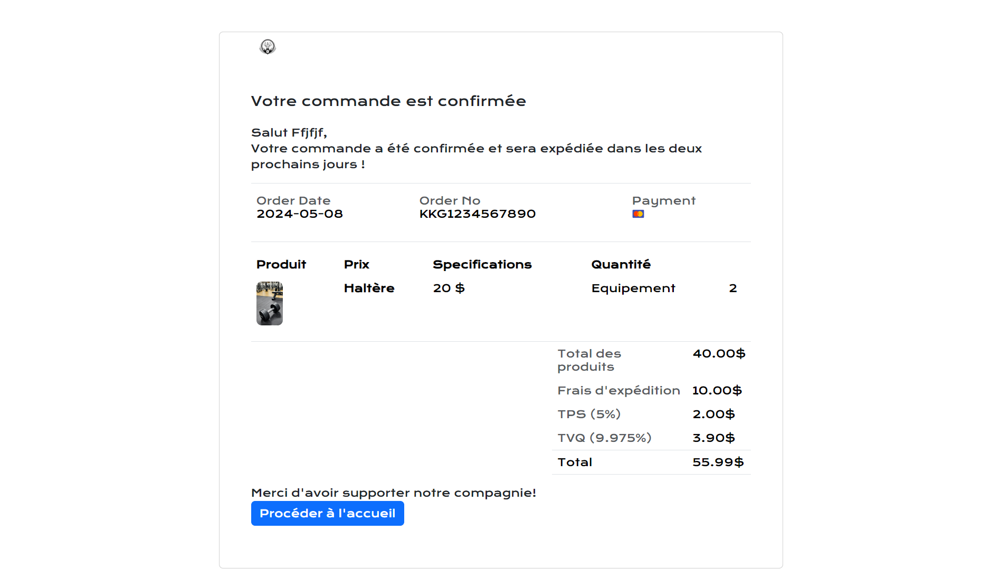 Votre commande est confirmée
Salut Ffjfjf,
Votre commande a été confirmée et sera expédiée dans les deux
prochains jours !
Order Date Order No Payment
2024-05-08 KKG1234567890
Produit Prix Specifications Quantité
Haltère 20 $ Equipement 2
Total des 40.00$
produits
Frais d'expédition 10.00$
TPS (5%) 2.00$
TVQ (9.975%) 3.90$
Total 55.99$
Merci d'avoir supporter notre compagnie!
Procéder à l'accueil